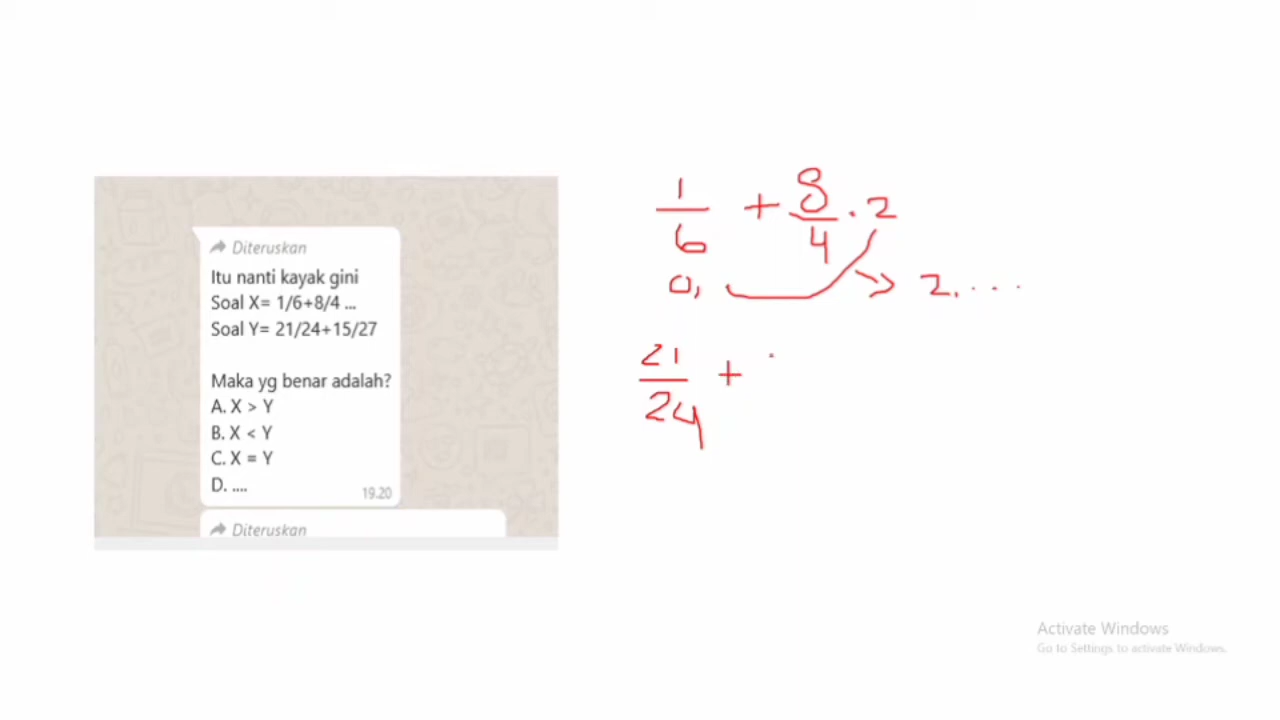 Diteruskan
Itu nanti kayak gini
Soal X= 1/6+8/4 ...
Soal Y= 21/24+15/27
Maka yg benar adalah?
A. X > Y
B. X < Y
C. X = Y
D. ....
19.20
Diteruskan
1/6 + 8/4 . 2
0, → 2. ....
21/24 +
Activate Windows
Go to Settings to activate Windows.